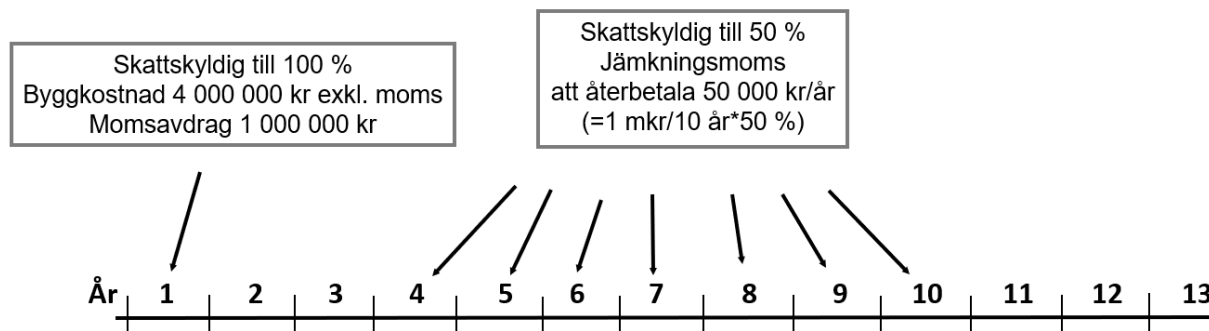 Skattskyldig till 100 %
Byggkostnad 4 000 000 kr exkl. moms
Momsavdrag 1 000 000 kr
Skattskyldig till 50 %
Jämkningsmoms
att återbetala 50 000 kr/år
(=1 mkr/10 år*50 %)
År 1 2 3 4 5 6 7 8 9 10 11 12 13